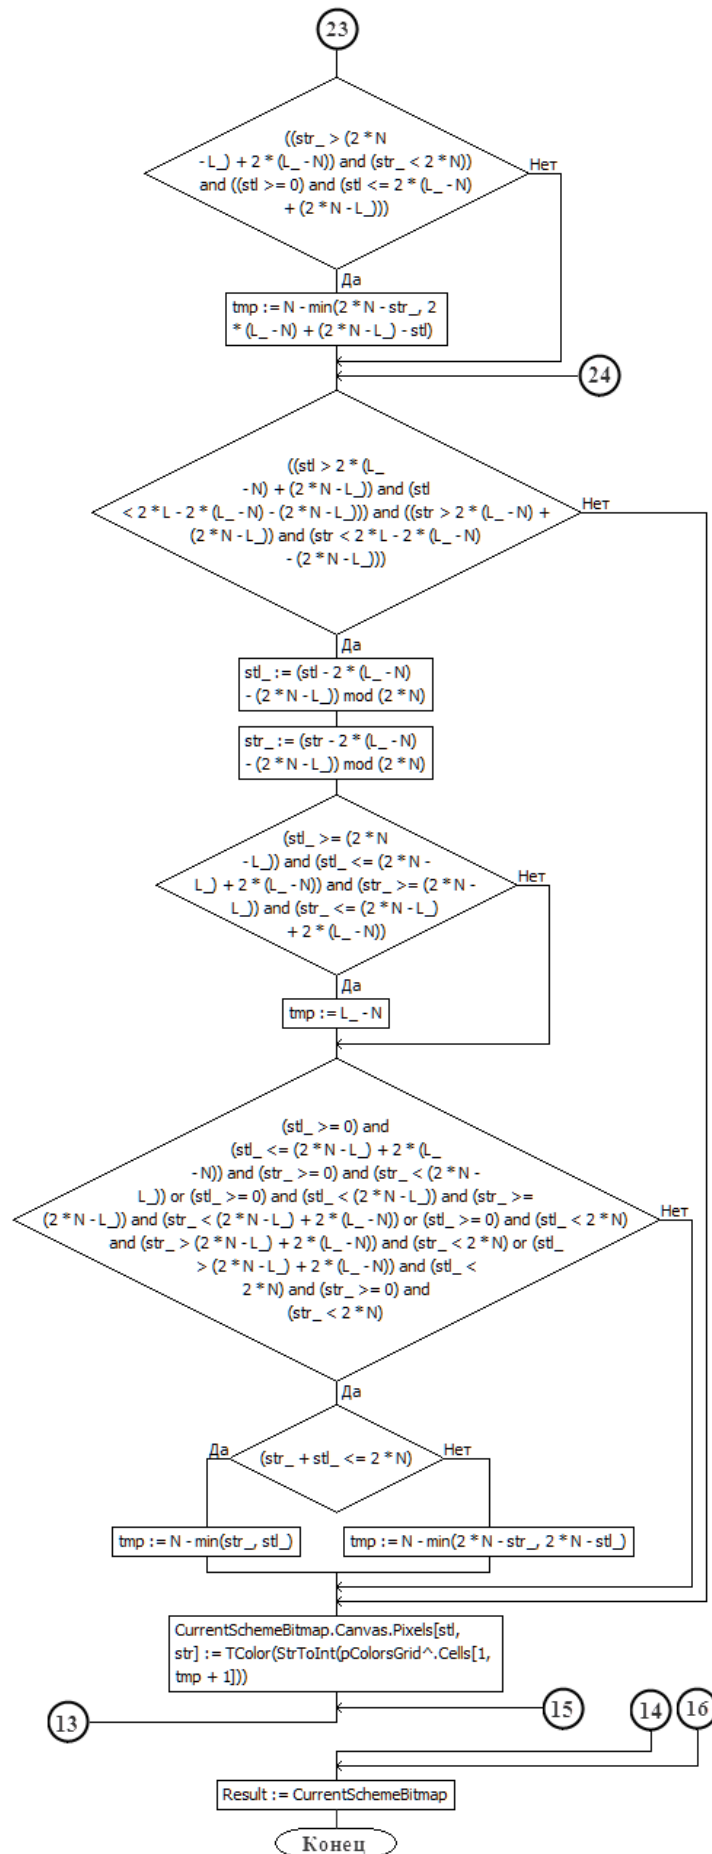 23
((str_ > (2 * N
- L_) + 2 * (L_ - N)) and (str_ < 2 * N))
and ((stl >= 0) and (stl <= 2 * (L_ - N)
+ (2 * N - L_)))
Нет
Да
tmp := N - min(2 * N - str_, 2
* (L_ - N) + (2 * N - L_) - stl)
24
((stl > 2 * (L_
- N) + (2 * N - L_)) and (stl
< 2 * L - 2 * (L_ - N) - (2 * N - L_))) and ((str > 2 * (L_ - N) +
(2 * N - L_)) and (str < 2 * L - 2 * (L_ - N)
- (2 * N - L_)))
Нет
Да
stl_ := (stl - 2 * (L_ - N)
- (2 * N - L_)) mod (2 * N)
str_ := (str - 2 * (L_ - N)
- (2 * N - L_)) mod (2 * N)
(stl_ >= (2 * N
- L_)) and (stl_ <= (2 * N -
L_) + 2 * (L_ - N)) and (str_ >= (2 * N -
L_)) and (str_ <= (2 * N - L_)
+ 2 * (L_ - N))
Нет
Да
tmp := L_ - N
(stl_ >= 0) and
(stl_ <= (2 * N - L_) + 2 * (L_
- N)) and (str_ >= 0) and (str_ < (2 * N -
L_)) or (stl_ >= 0) and (stl_ < (2 * N - L_)) and (str_ >=
(2 * N - L_)) and (str_ < (2 * N - L_) + 2 * (L_ - N)) or (stl_ >= 0) and (stl_ < 2 * N)
and (str_ > (2 * N - L_) + 2 * (L_ - N)) and (str_ < 2 * N) or (stl_
> (2 * N - L_) + 2 * (L_ - N)) and (stl_ <
2 * N) and (str_ >= 0) and
(str_ < 2 * N)
Нет
Да
Да
(str_ + stl_ <= 2 * N)
Нет
tmp := N - min(str_, stl_)
tmp := N - min(2 * N - str_, 2 * N - stl_)
CurrentSchemeBitmap.Canvas.Pixels[stl,
str] := TColor(StrToInt(pColorsGrid^.Cells[1,
tmp + 1]))
13
15
14
16
Result := CurrentSchemeBitmap
Конец